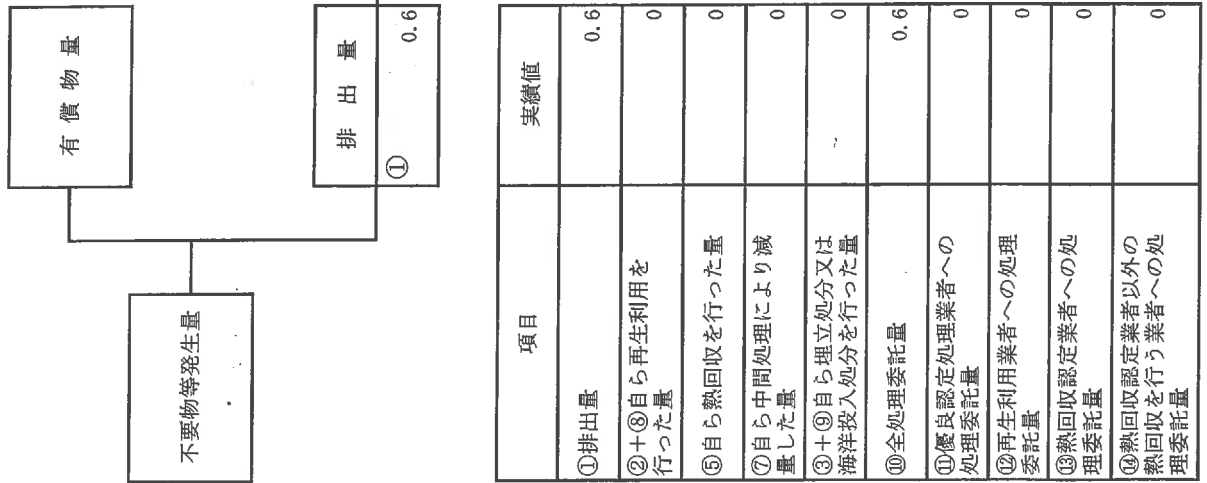 不要物等発生量
有償物量
排出量
① 0.6
項目 実績値
①排出量 0.6
②+⑧自ら再生利用を
行った量 0
⑤自ら熱回収を行った量 0
⑦自ら中間処理により減
量した量 0
③+⑨自ら埋立処分又は
海洋投入処分を行った量 0
⑩全処理委託量 0.6
⑪優良認定処理業者への
処理委託量 0
⑫再生利用業者への処理
委託量 0
⑬熱回収認定業者への処
理委託量 0
⑭熱回収認定業者以外の
熱回収を行う業者への処
理委託量 0